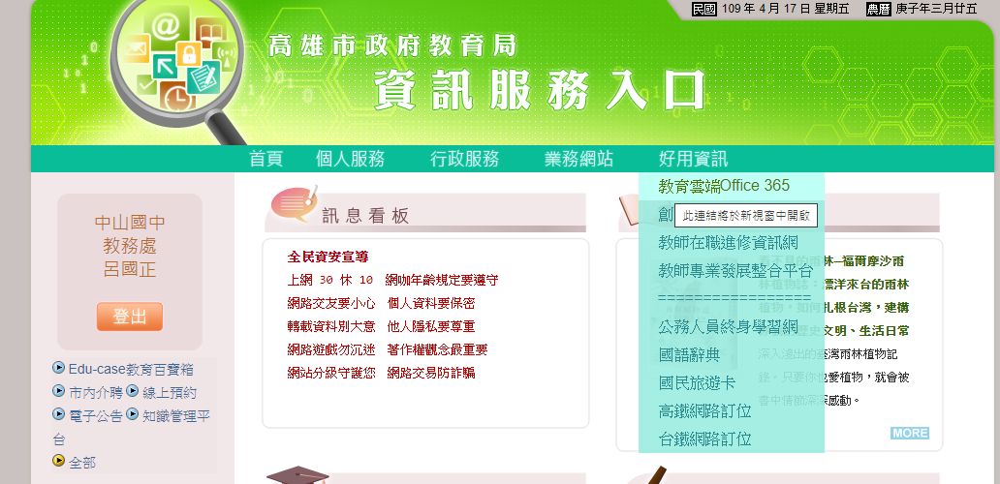 民國 109 年 4 月 17 日 星期五 農曆 庚子年三月廿五
高雄市政府教育局
資訊服務入口
首頁 個人服務 行政服務 業務網站 好用資訊
中山國中
教務處
呂國正
登出
Edu-case教育百寶箱
市內介聘 線上預約
電子公告 知識管理平
台
全部
訊息看板
全民資安宣導
上網 30 休 10 網咖年齡規定要遵守
網路交友要小心 個人資料要保密
轉載資料別大意 他人隱私要尊重
網路遊戲勿沉迷 著作權觀念最重要
網站分級守護您 網路交易防詐騙
教育雲端Office 365
創
此連結將於新視窗中開啟
教師在職進修資訊網
教師專業發展整合平台
================
公務人員終身學習網
國語辭典
國民旅遊卡
高鐵網路訂位
台鐵網路訂位
的雨林─福爾摩沙雨
林植物誌：漂洋來台的雨林
植物，如何扎根台灣，建構
歷史文明、生活日常
深入淺出的臺灣雨林植物記
錄。只要你也愛植物，就會被
書中情節深深感動。
MORE